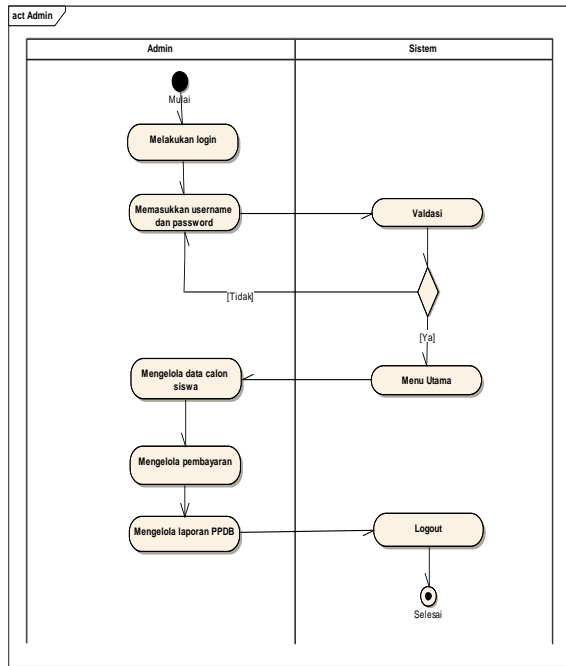 act Admin
Admin
Sistem
Mulai
Melakukan login
Memasukkan username
dan password
Valdasi
[Tidak]
[Ya]
Menu Utama
Mengelola data calon
siswa
Mengelola pembayaran
Mengelola laporan PPDB
Logout
Selesai